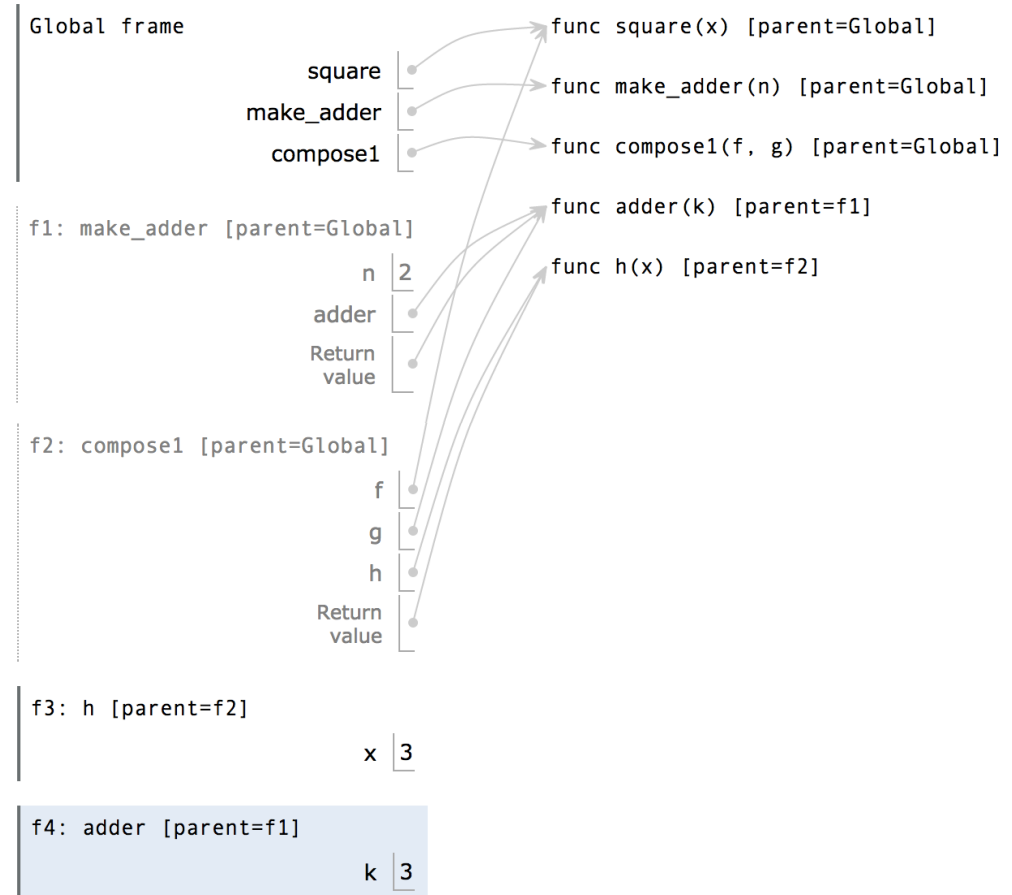 Global frame
func square(x) [parent=Global]
square
func make_adder(n) [parent=Global]
make_adder
func compose1(f, g) [parent=Global]
compose1
func adder(k) [parent=f1]
f1: make_adder [parent=Global]
func h(x) [parent=f2]
n 2
adder
Return
value
f2: compose1 [parent=Global]
f
g
h
Return
value
f3: h [parent=f2]
x 3
f4: adder [parent=f1]
k 3